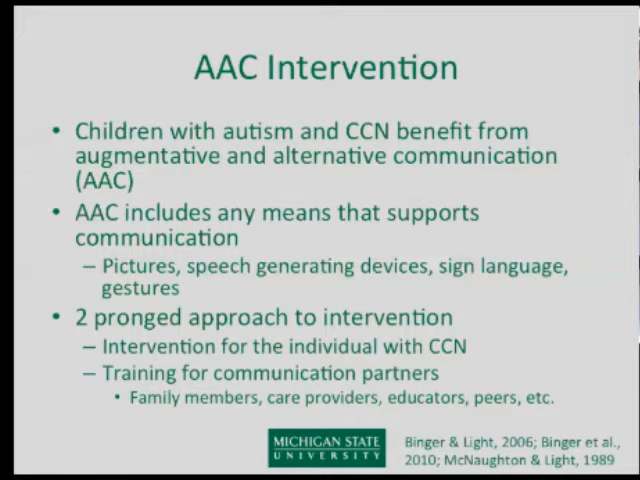 AAC Intervention
• Children with autism and CCN benefit from
augmentative and alternative communication
(AAC)
• AAC includes any means that supports
communication
– Pictures, speech generating devices, sign language,
gestures
• 2 pronged approach to intervention
– Intervention for the individual with CCN
– Training for communication partners
• Family members, care providers, educators, peers, etc.
MICHIGAN STATE
UNIVERSITY
Binger & Light, 2006; Binger et al.,
2010; McNaughton & Light, 1989